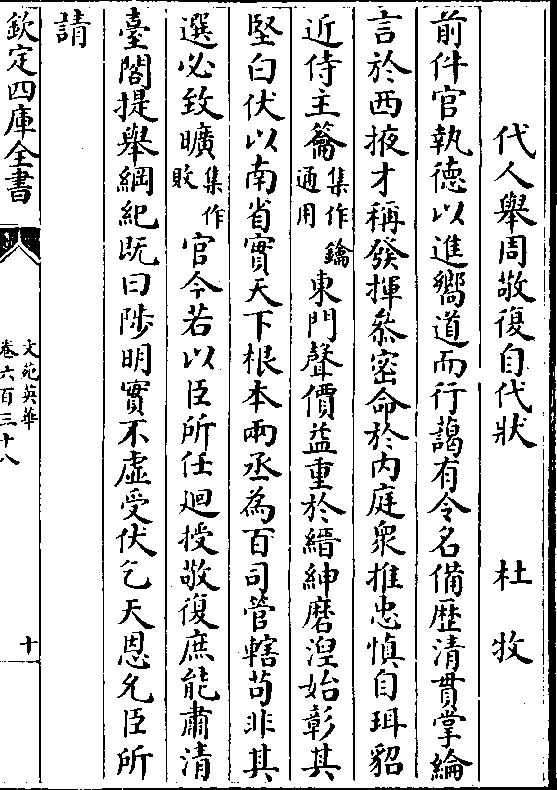 代人舉周敬復自代狀　　杜牧
前件官執德以進嚮道而行藹有令名備歴清貫掌綸
言於西掖才稱發揮叅密命於内庭衆推忠慎自珥貂
近侍主籥集作鑰通用東門聲價益重於縉紳磨湼始彰其
堅白伏以南省實天下根本兩丞為百司管轄茍非其
選必致曠集作敗官今若以臣所任廻授敬復庶能肅清
臺閣提舉綱紀既曰陟明實不虚受伏乞天恩允臣所
請
欽定四庫全書
文苑英華
卷六百三十八
十